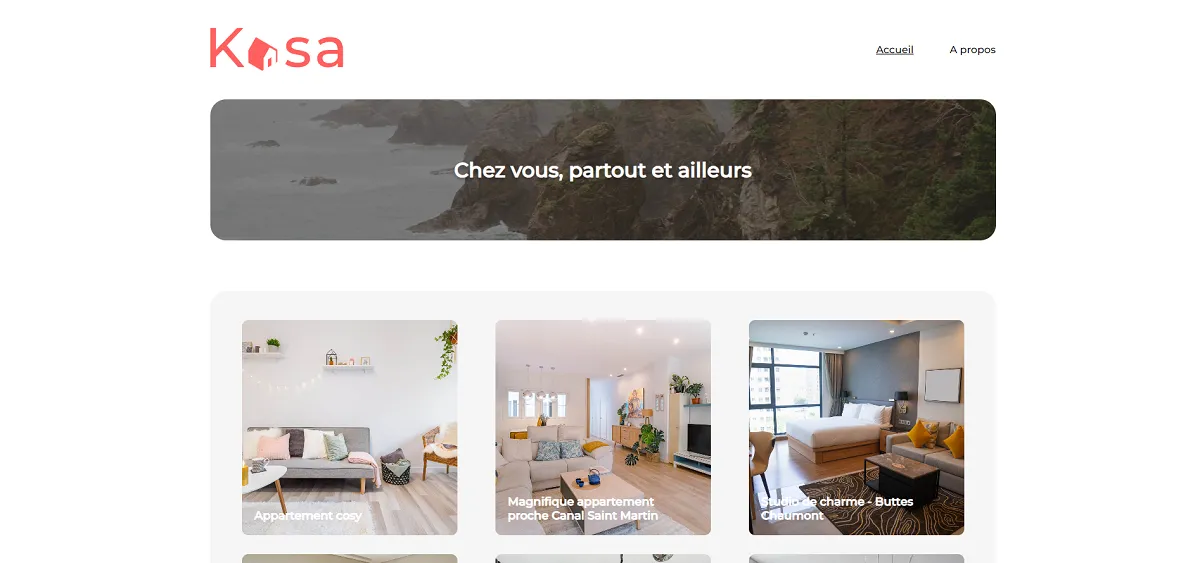 Kasa
Accueil
A propos
Chez vous, partout et ailleurs
Appartement cosy
Magnifique appartement
proche Canal Saint Martin
Studio de charme - Buttes
Chaumont